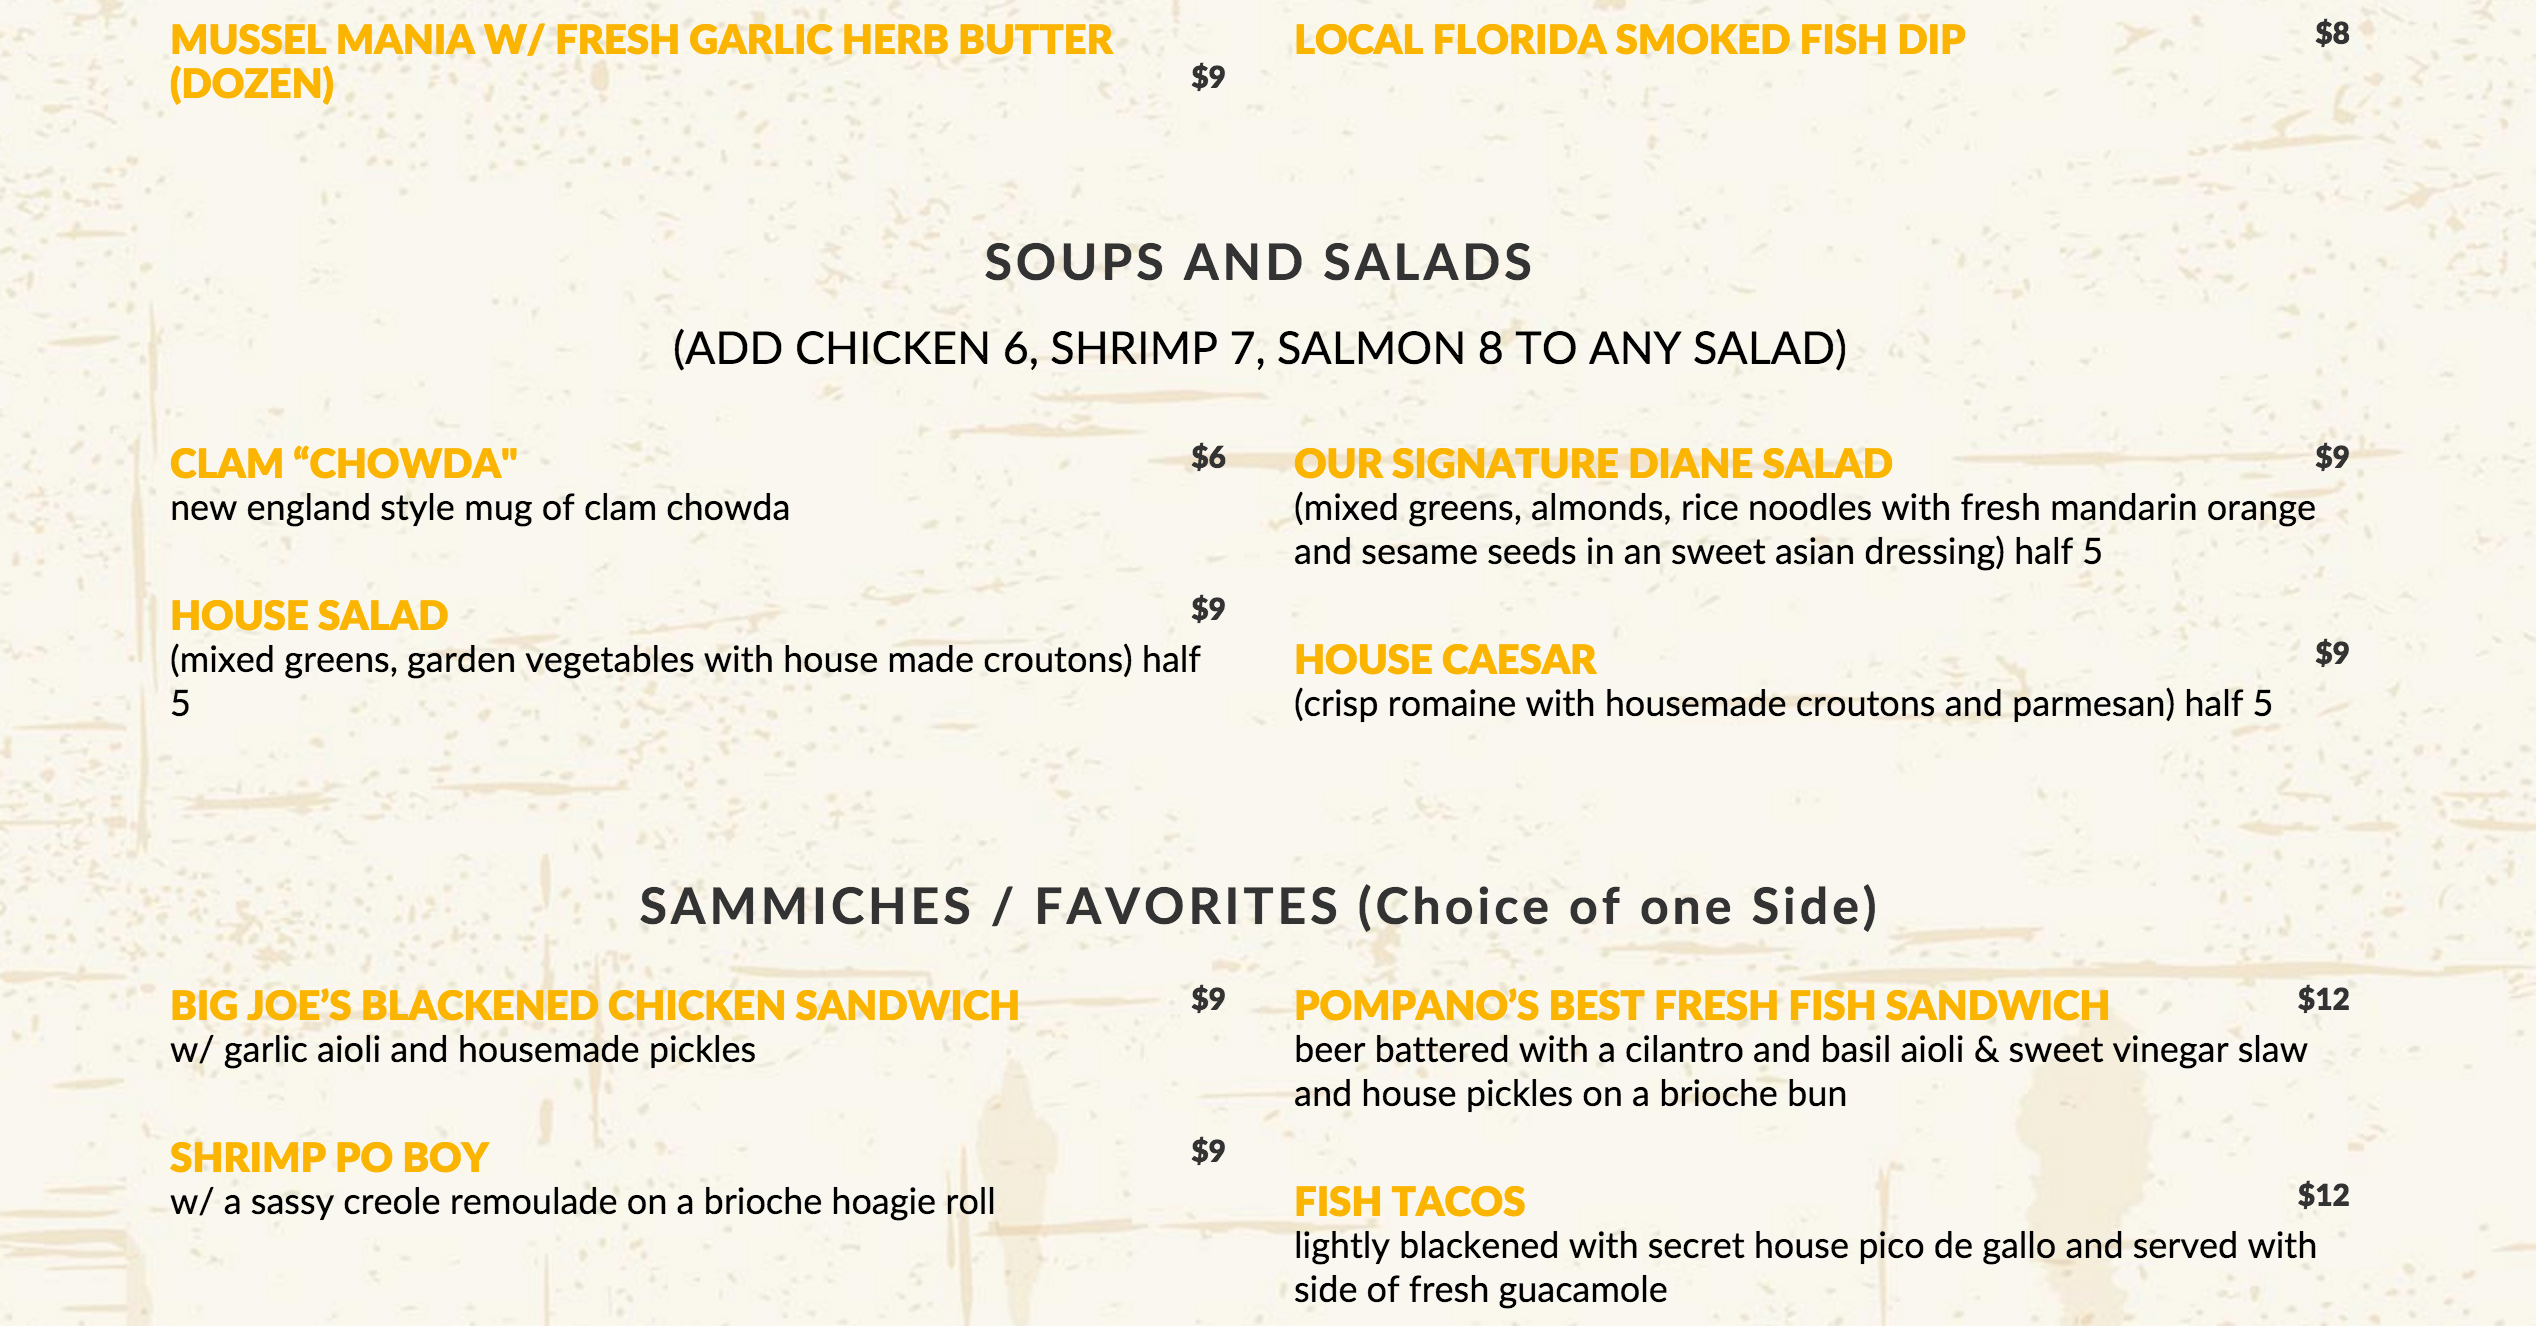 MUSSEL MANIA W/ FRESH GARLIC HERB BUTTER
(DOZEN)
$9
LOCAL FLORIDA SMOKED FISH DIP
$8
SOUPS AND SALADS
(ADD CHICKEN 6, SHRIMP 7, SALMON 8 TO ANY SALAD)
CLAM “CHOWDA"
$6
new england style mug of clam chowda
HOUSE SALAD
$9
(mixed greens, garden vegetables with house made croutons) half
5
OUR SIGNATURE DIANE SALAD
$9
(mixed greens, almonds, rice noodles with fresh mandarin orange
and sesame seeds in an sweet asian dressing) half 5
HOUSE CAESAR
$9
(crisp romaine with housemade croutons and parmesan) half 5
SAMMICHES / FAVORITES (Choice of one Side)
BIG JOE’S BLACKENED CHICKEN SANDWICH
$9
w/ garlic aioli and housemade pickles
SHRIMP PO BOY
$9
w/ a sassy creole remoulade on a brioche hoagie roll
POMPANO’S BEST FRESH FISH SANDWICH
$12
beer battered with a cilantro and basil aioli & sweet vinegar slaw
and house pickles on a brioche bun
FISH TACOS
$12
lightly blackened with secret house pico de gallo and served with
side of fresh guacamole